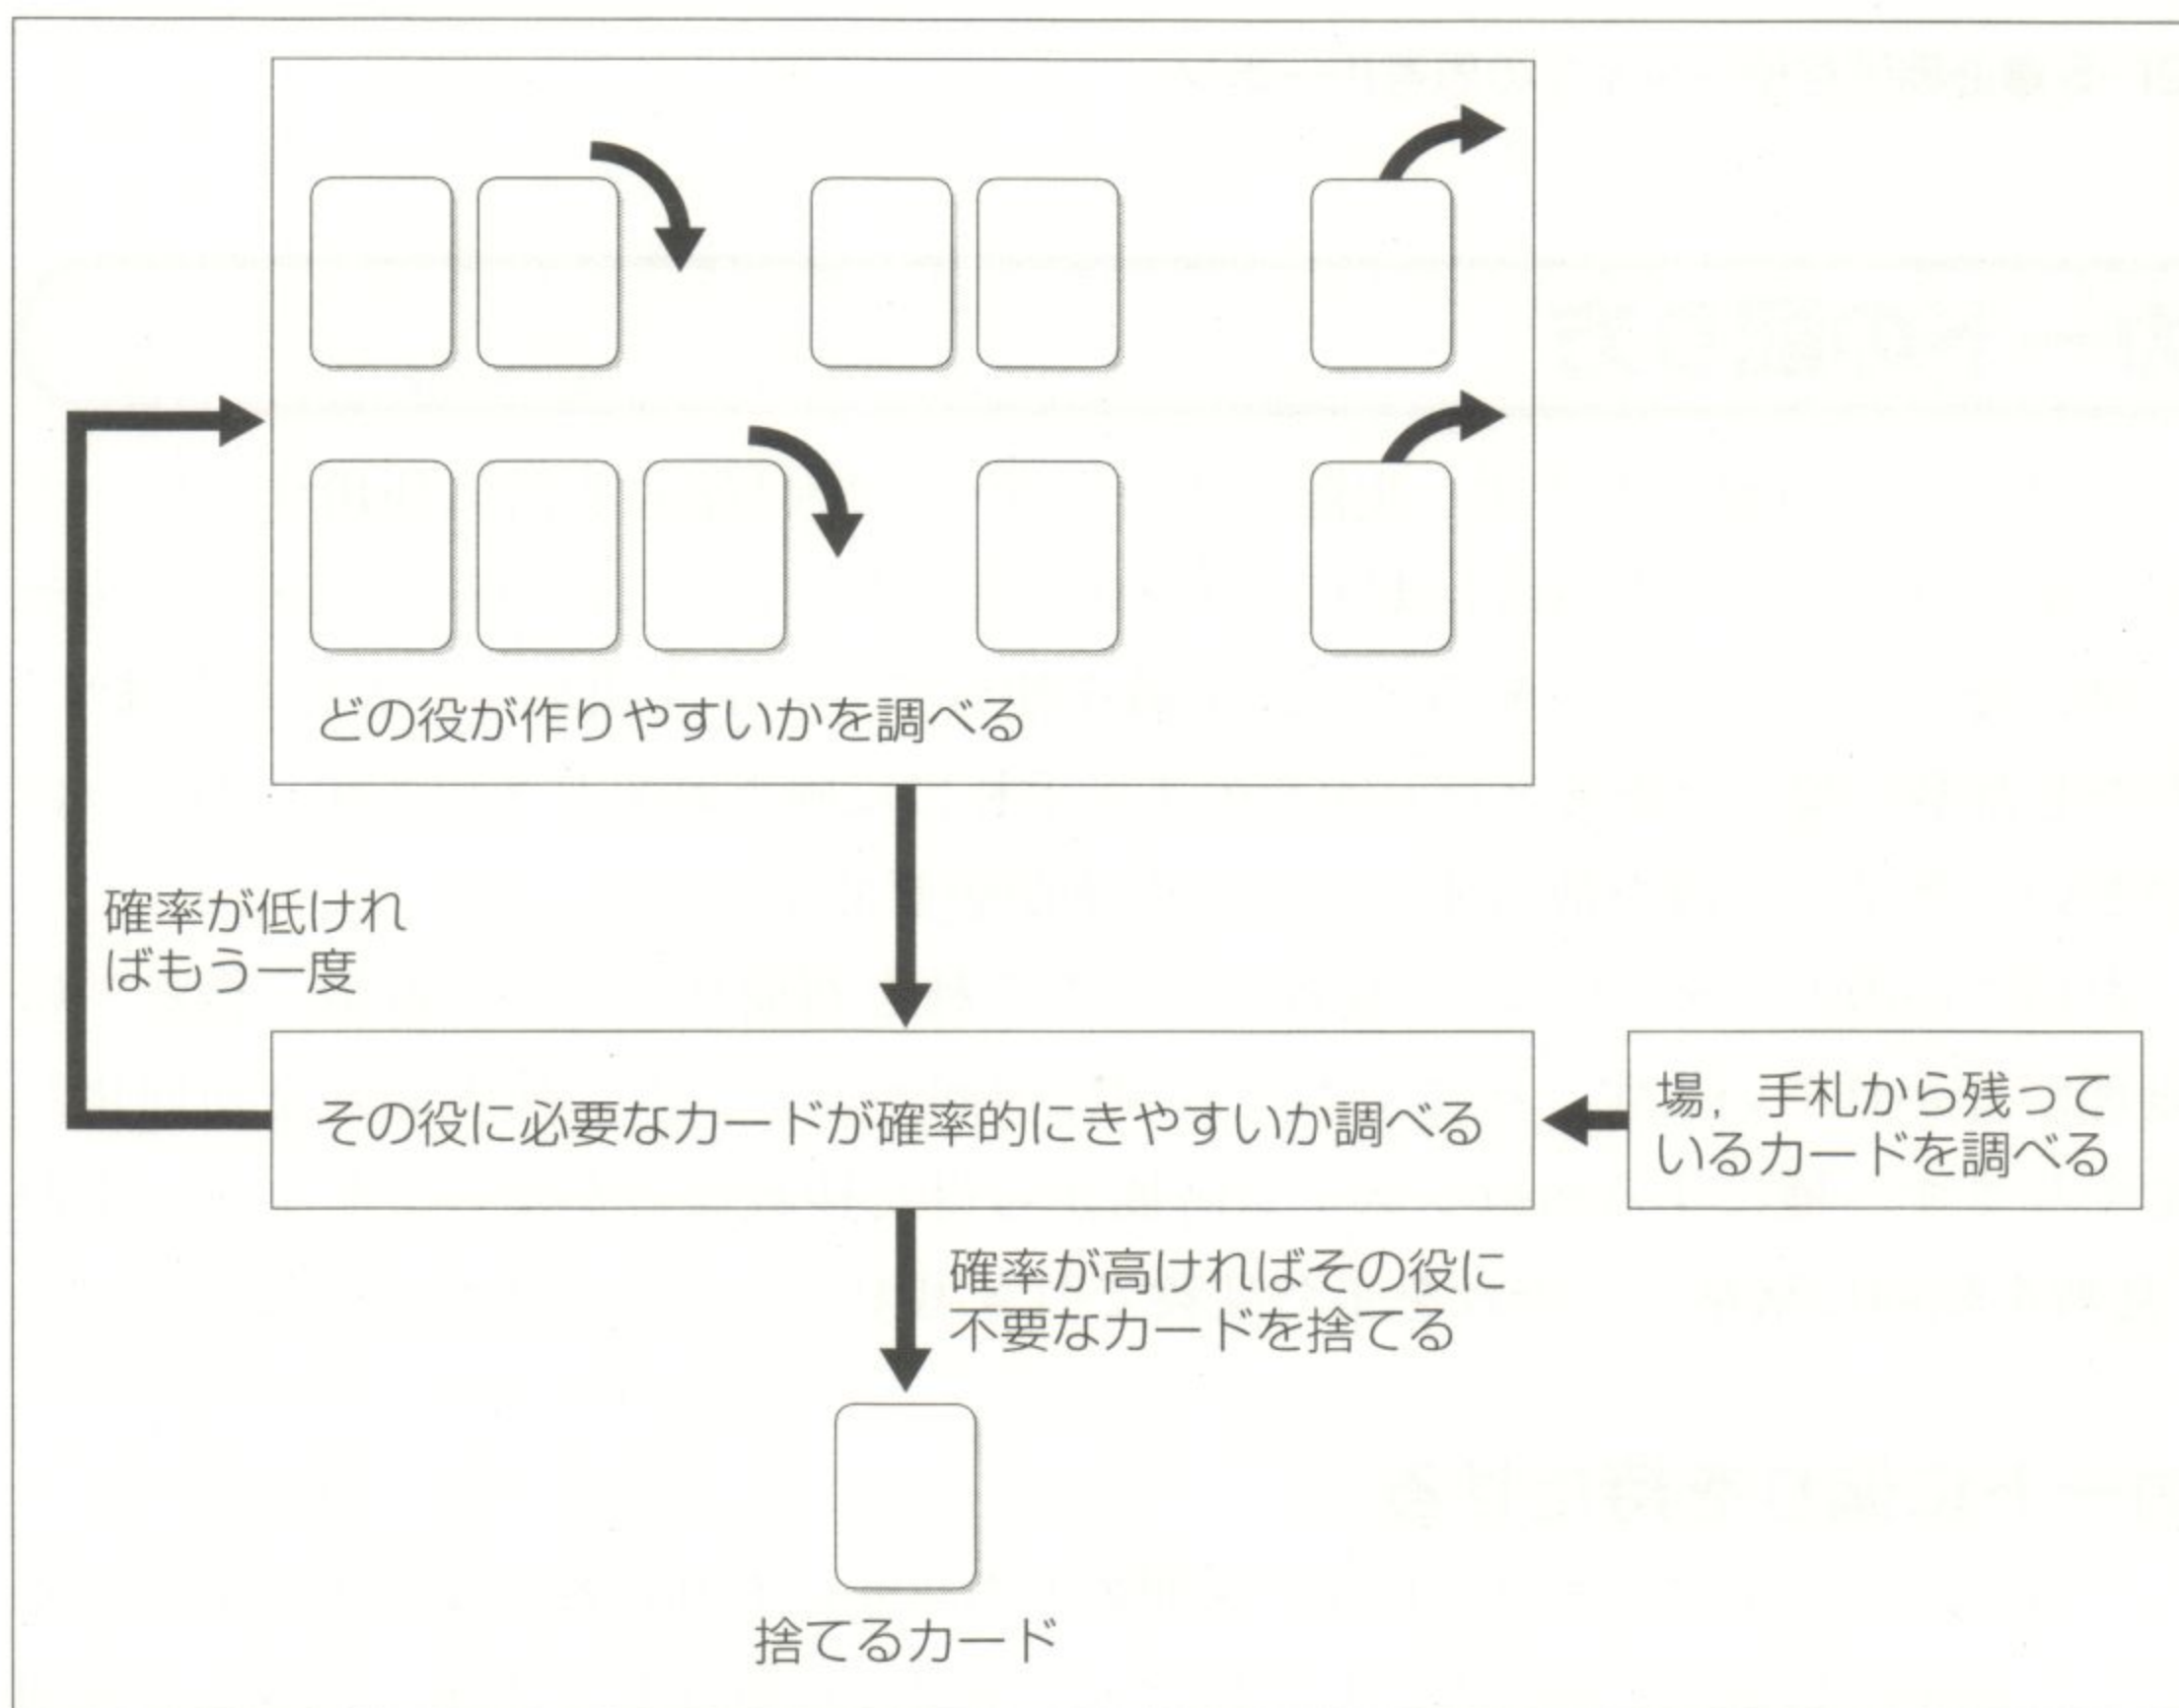 どの役が作りやすいかを調べる
確率が低けれ
ばもう一度
その役に必要なカードが確率的にきやすいか調べる
場，手札から残って
いるカードを調べる
確率が高ければその役に
不要なカードを捨てる
捨てるカード